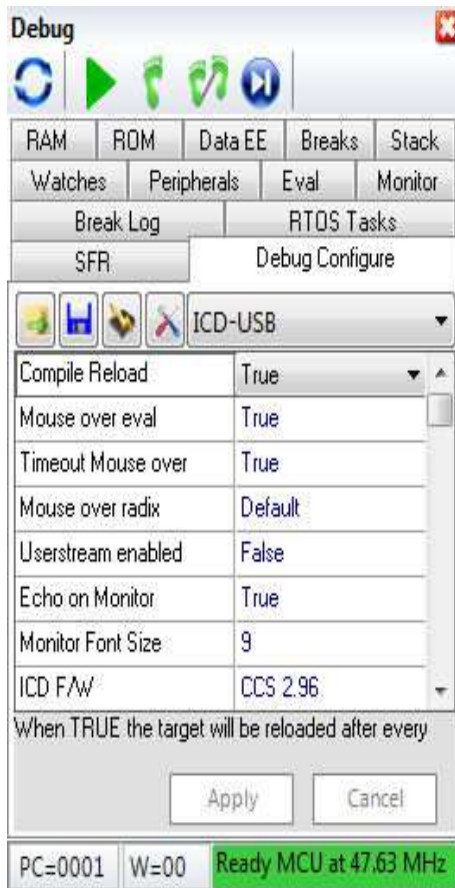 Debug
RAM ROM Data EE Breaks Stack
Watches Peripherals Eval Monitor
Break Log RTOS Tasks
SFR Debug Configure
ICD-USB
Compile Reload True
Mouse over eval True
Timeout Mouse over True
Mouse over radix Default
Userstream enabled False
Echo on Monitor True
Monitor Font Size 9
ICD F/W CCS 2.96
When TRUE the target will be reloaded after every
Apply Cancel
PC=0001 W=00 Ready MCU at 47.63 MHz